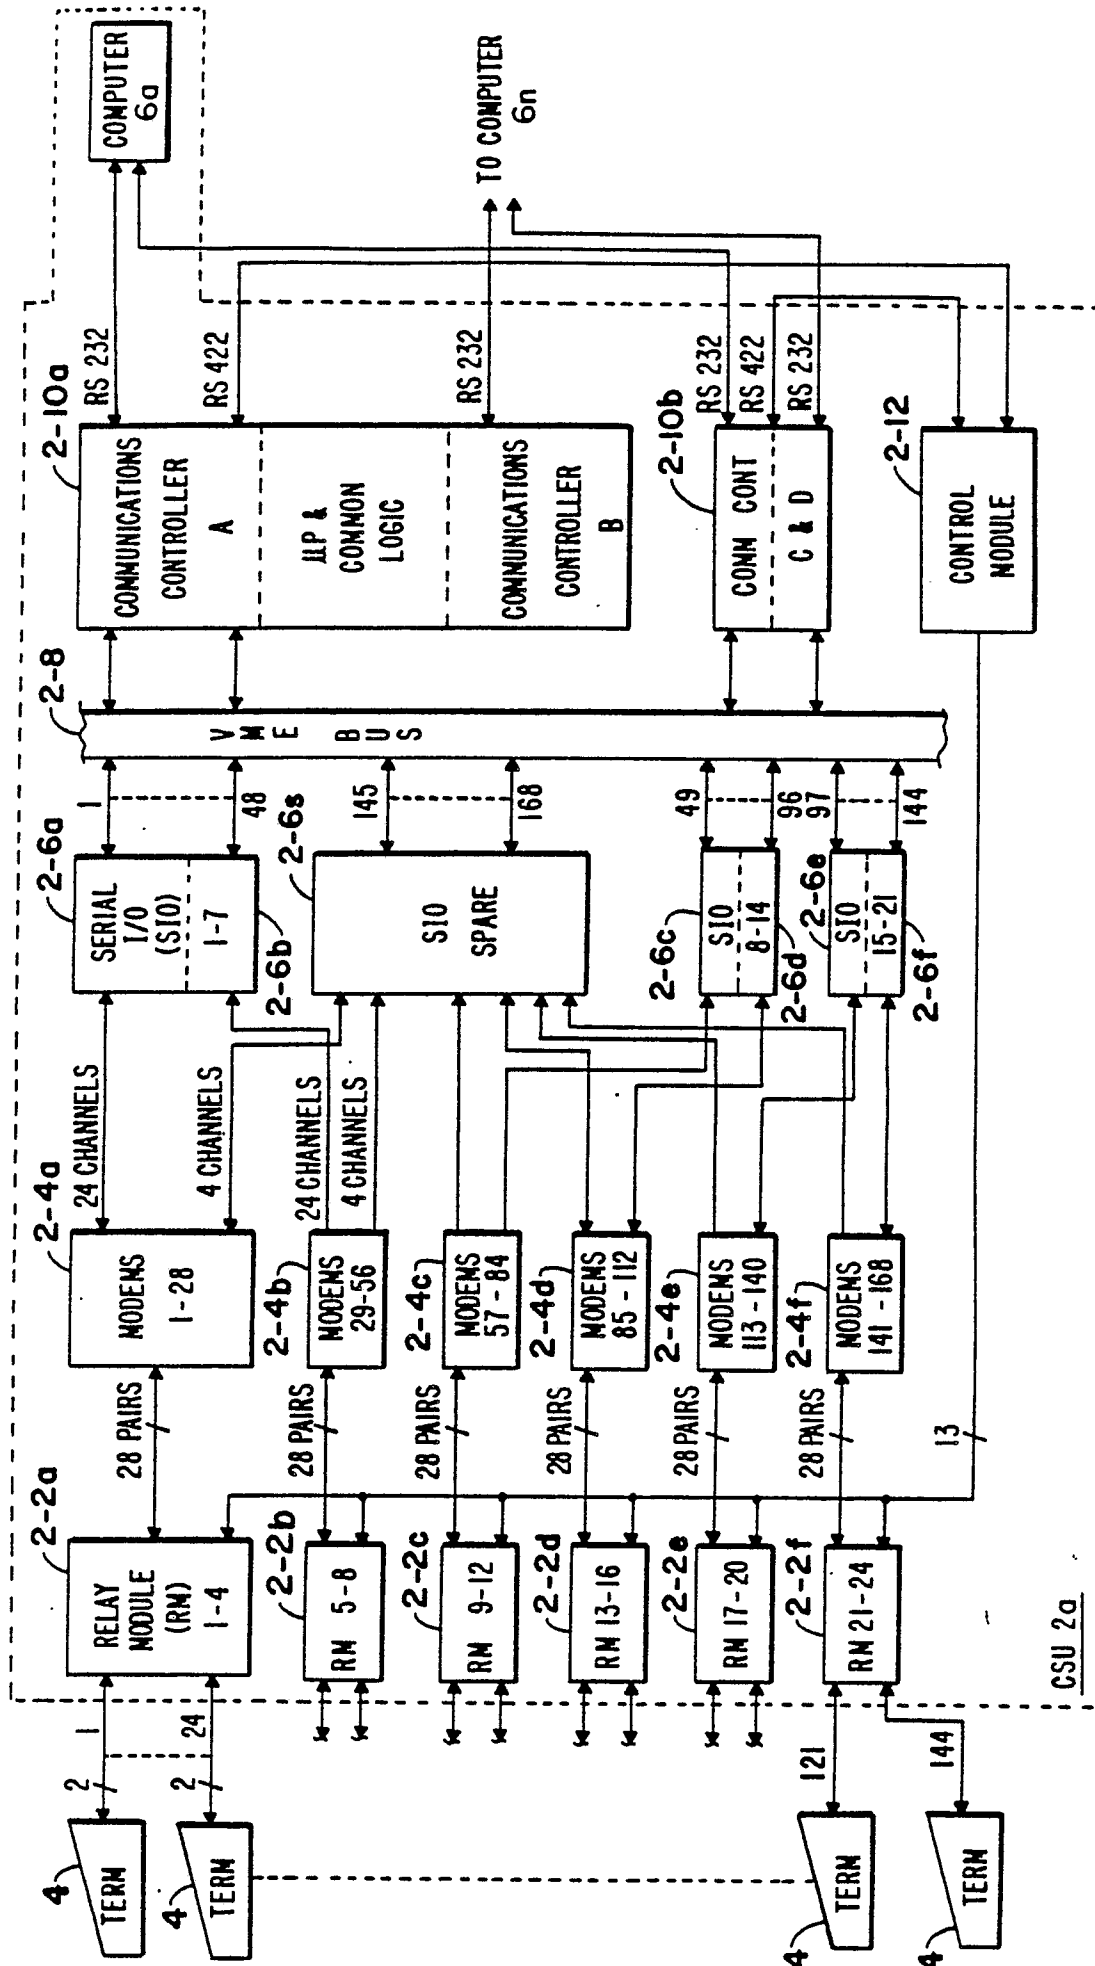 4
TERM
4
TERM
4
TERM
4
TERM
2
1
2
24
121
144
2-2a
RELAY
MODULE
(RM)
1-4
2-2b
RM 5-8
2-2c
RM 9-12
2-2d
RM 13-16
2-2e
RM 17-20
2-2f
RM 21-24
CSU 2a
28 PAIRS
28 PAIRS
28 PAIRS
28 PAIRS
28 PAIRS
28 PAIRS
13
2-4a
MODEMS
1-28
2-4b
MODEMS
29-56
2-4c
MODEMS
57-84
2-4d
MODEMS
85-112
2-4e
MODEMS
113-140
2-4f
MODEMS
141-168
24 CHANNELS
4 CHANNELS
24 CHANNELS
4 CHANNELS
2-6a
SERIAL
I/O
(SIO)
1-7
2-6b
2-6s
SIO
SPARE
2-6c
SIO
8-14
2-6d
2-6e
SIO
15-21
2-6f
1
48
145
168
49
96
97
144
2-8
VME BUS
2-10a
COMMUNICATIONS
CONTROLLER
A
μP &
COMMON
LOGIC
COMMUNICATIONS
CONTROLLER
B
2-10b
COMM CONT
C & D
2-12
CONTROL
MODULE
RS 232
RS 422
RS 232
RS 232
RS 422
RS 232
COMPUTER
6a
TO COMPUTER
6n